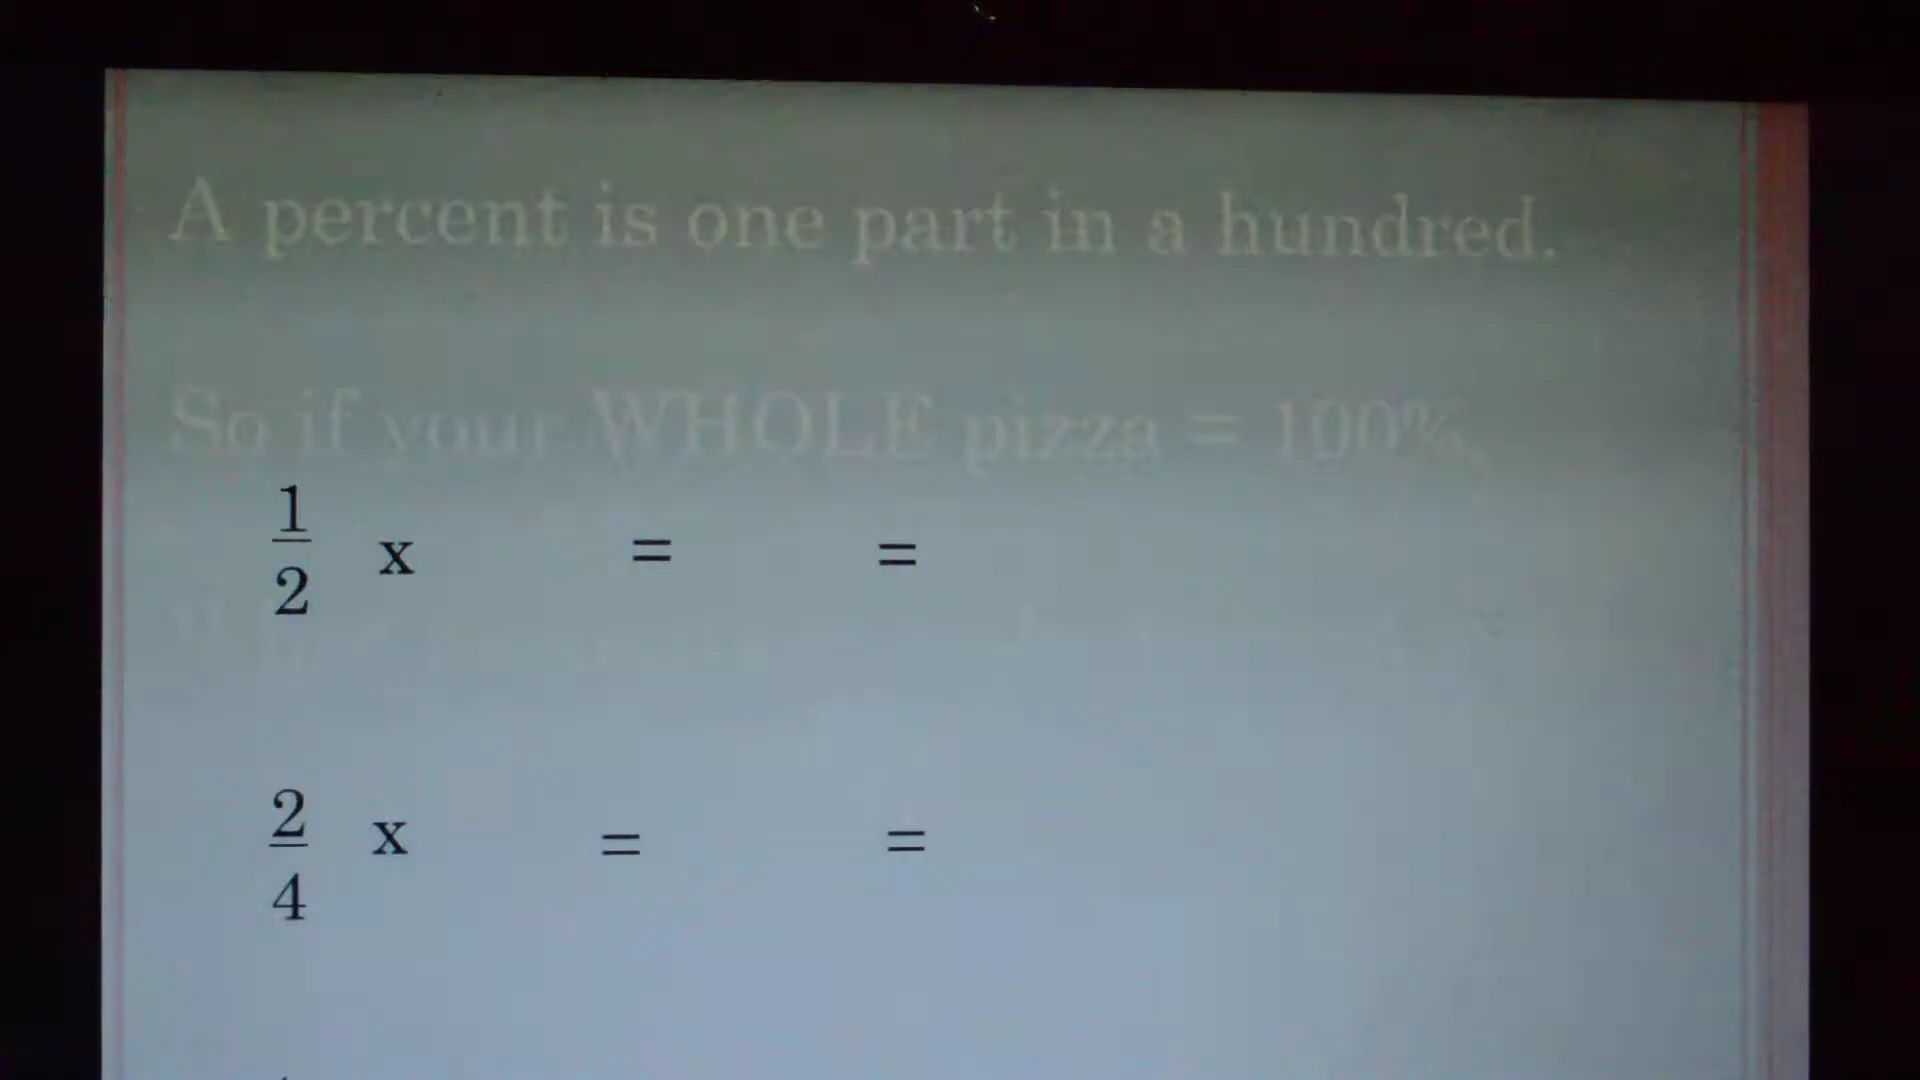 A percent is one part in a hundred.
So if your WHOLE pizza = 100%,
1
2 x = =
2
4 x = =